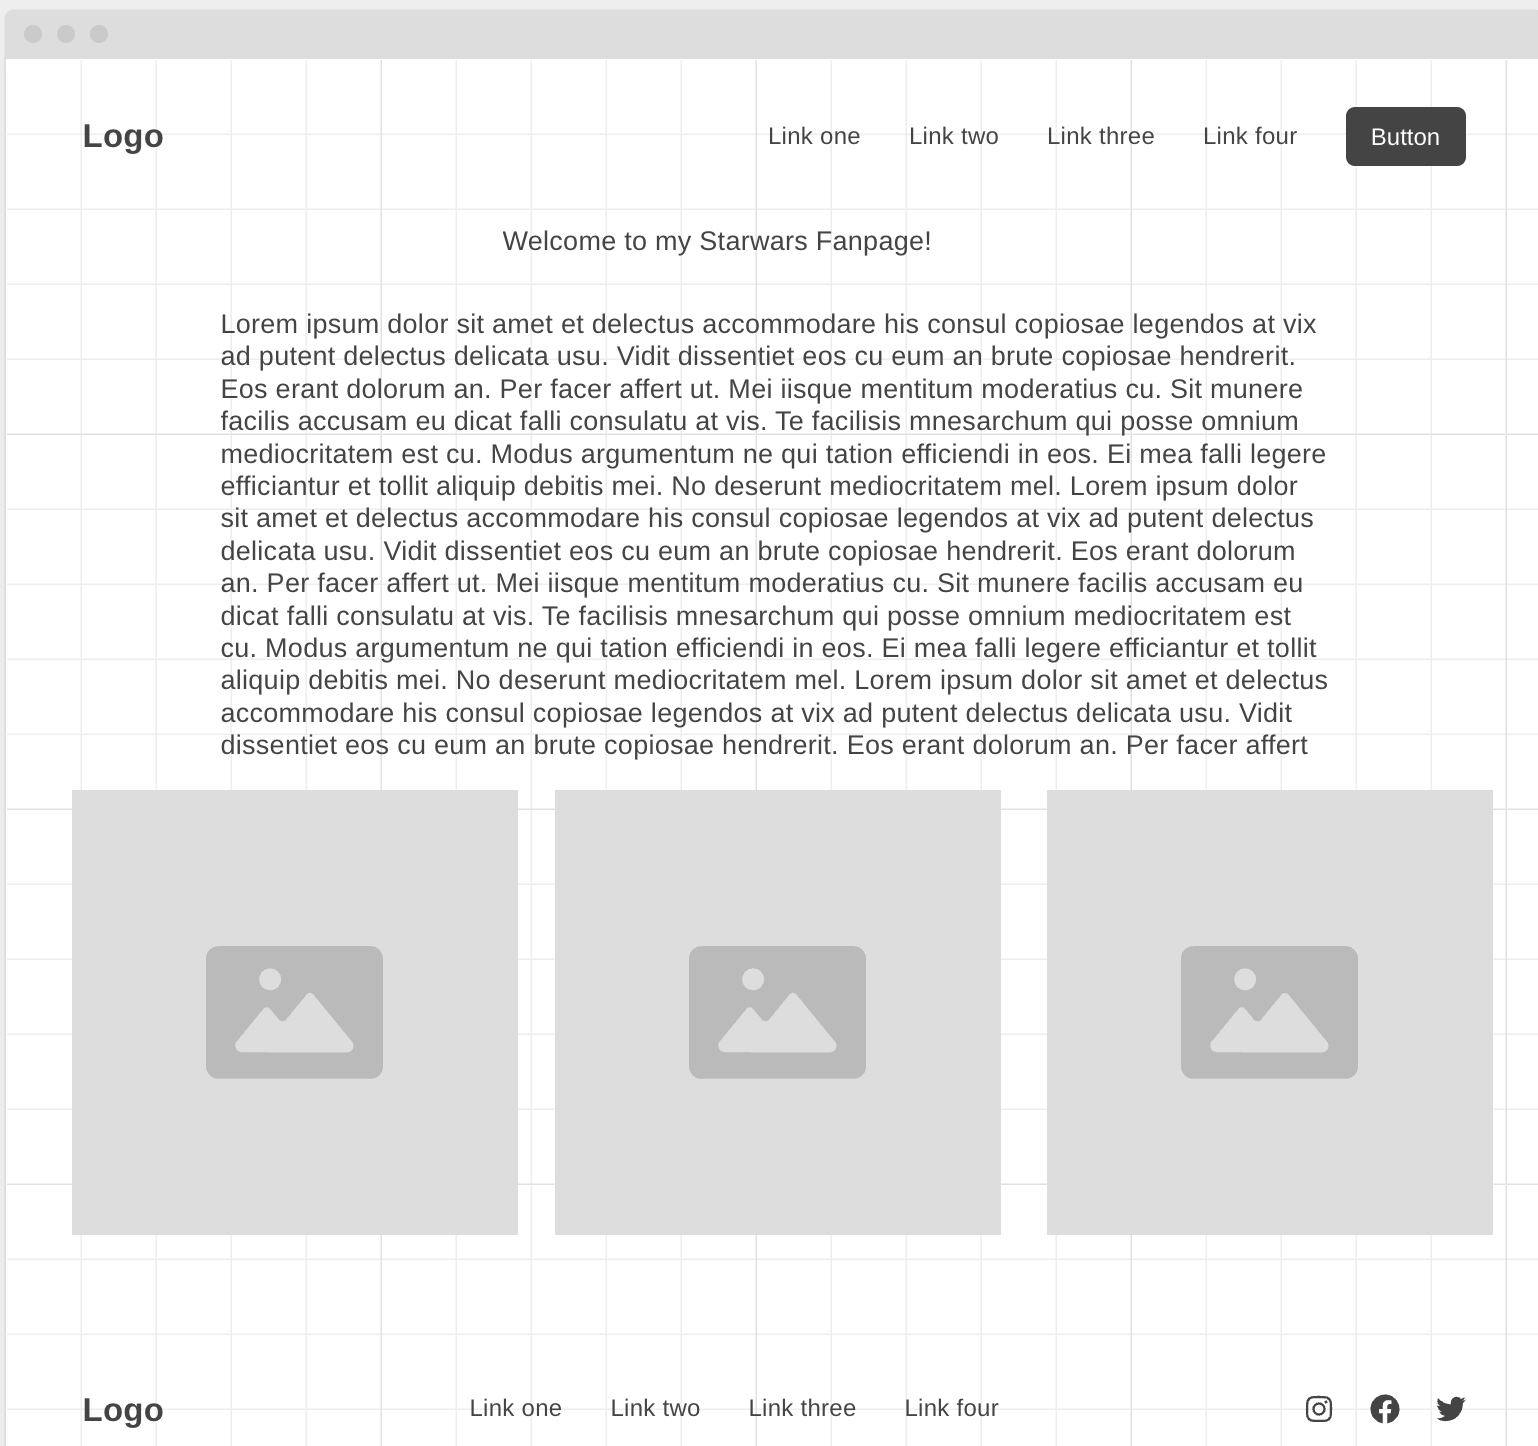 Logo
Link one Link two Link three Link four Button
Welcome to my Starwars Fanpage!
Lorem ipsum dolor sit amet et delectus accommodare his consul copiosae legendos at vix
ad putent delectus delicata usu. Vidit dissentiet eos cu eum an brute copiosae hendrerit.
Eos erant dolorum an. Per facer affert ut. Mei iisque mentitum moderatius cu. Sit munere
facilis accusam eu dicat falli consulatu at vis. Te facilisis mnesarchum qui posse omnium
mediocritatem est cu. Modus argumentum ne qui tation efficiendi in eos. Ei mea falli legere
efficiantur et tollit aliquip debitis mei. No deserunt mediocritatem mel. Lorem ipsum dolor
sit amet et delectus accommodare his consul copiosae legendos at vix ad putent delectus
delicata usu. Vidit dissentiet eos cu eum an brute copiosae hendrerit. Eos erant dolorum
an. Per facer affert ut. Mei iisque mentitum moderatius cu. Sit munere facilis accusam eu
dicat falli consulatu at vis. Te facilisis mnesarchum qui posse omnium mediocritatem est
cu. Modus argumentum ne qui tation efficiendi in eos. Ei mea falli legere efficiantur et tollit
aliquip debitis mei. No deserunt mediocritatem mel. Lorem ipsum dolor sit amet et delectus
accommodare his consul copiosae legendos at vix ad putent delectus delicata usu. Vidit
dissentiet eos cu eum an brute copiosae hendrerit. Eos erant dolorum an. Per facer affert
Logo
Link one Link two Link three Link four